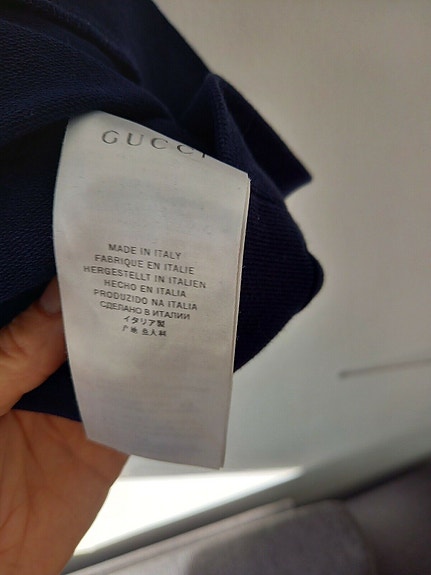 GUCCI
MADE IN ITALY
FABRIQUE EN ITALIE
HERGESTELLT IN ITALIEN
HECHO EN ITALIA
PRODUZIDO NA ITALIA
СДЕЛАНО В ИТАЛИИ
イタリア製